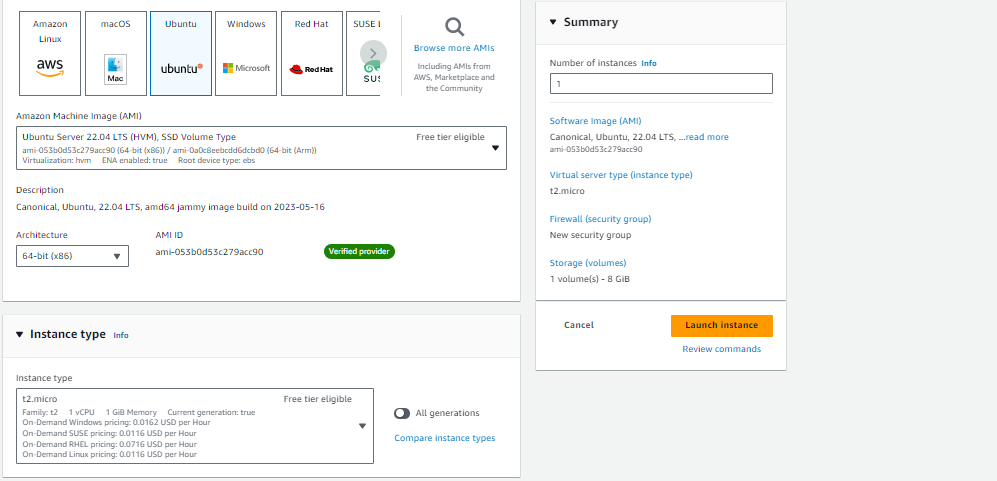 Amazon Linux
aws
macOS
Mac
Ubuntu
ubuntu
Windows
Microsoft
Red Hat
Red Hat
SUSE L
SUS
Browse more AMIs
Including AMIs from
AWS, Marketplace and
the Community
Amazon Machine Image (AMI)
Ubuntu Server 22.04 LTS (HVM), SSD Volume Type
Free tier eligible
ami-053b0d53c279acc90 (64-bit (x86)) / ami-0a0c8eebcdd6dcbd0 (64-bit (Arm))
Virtualization: hvm ENA enabled: true Root device type: ebs
Description
Canonical, Ubuntu, 22.04 LTS, amd64 jammy image build on 2023-05-16
Architecture
AMI ID
64-bit (x86)
ami-053b0d53c279acc90
Verified provider
Instance type Info
Instance type
t2.micro
Free tier eligible
Family: t2 1 vCPU 1 GiB Memory Current generation: true
On-Demand Windows pricing: 0.0162 USD per Hour
On-Demand SUSE pricing: 0.0116 USD per Hour
On-Demand RHEL pricing: 0.0716 USD per Hour
On-Demand Linux pricing: 0.0116 USD per Hour
All generations
Compare instance types
Summary
Number of instances Info
1
Software Image (AMI)
Canonical, Ubuntu, 22.04 LTS, ...read more
ami-053b0d53c279acc90
Virtual server type (instance type)
t2.micro
Firewall (security group)
New security group
Storage (volumes)
1 volume(s) - 8 GiB
Cancel
Launch instance
Review commands